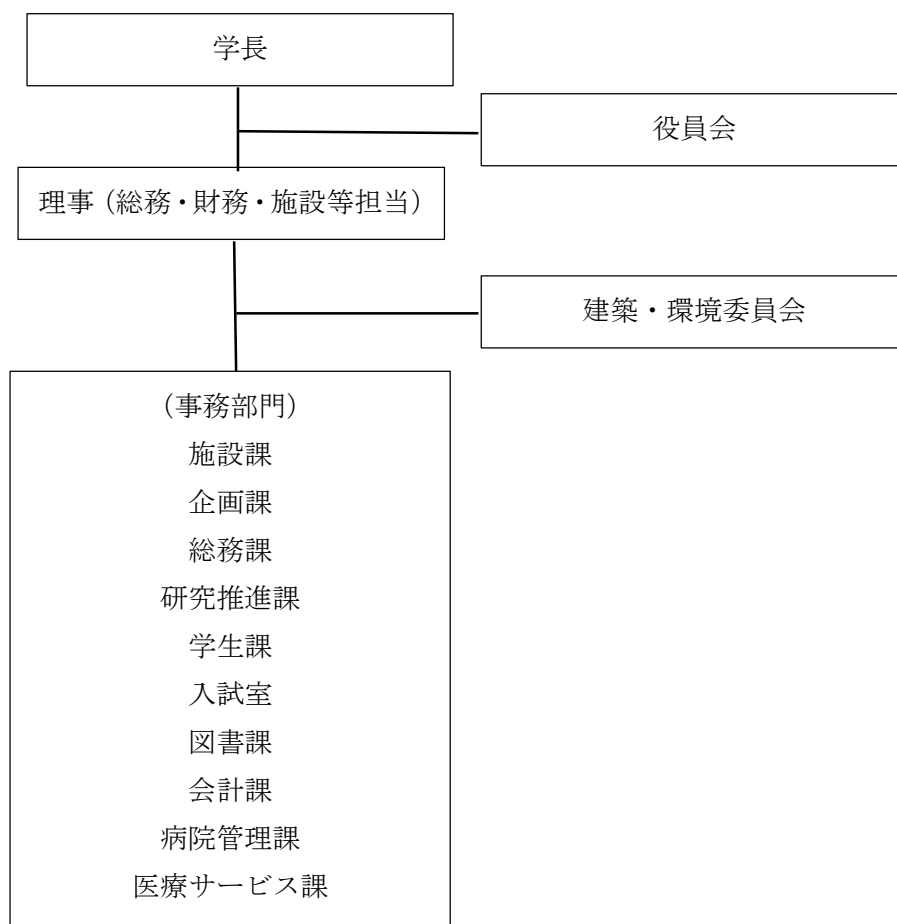 学長
役員会
理事（総務・財務・施設等担当）
建築・環境委員会
（事務部門）
施設課
企画課
総務課
研究推進課
学生課
入試室
図書課
会計課
病院管理課
医療サービス課